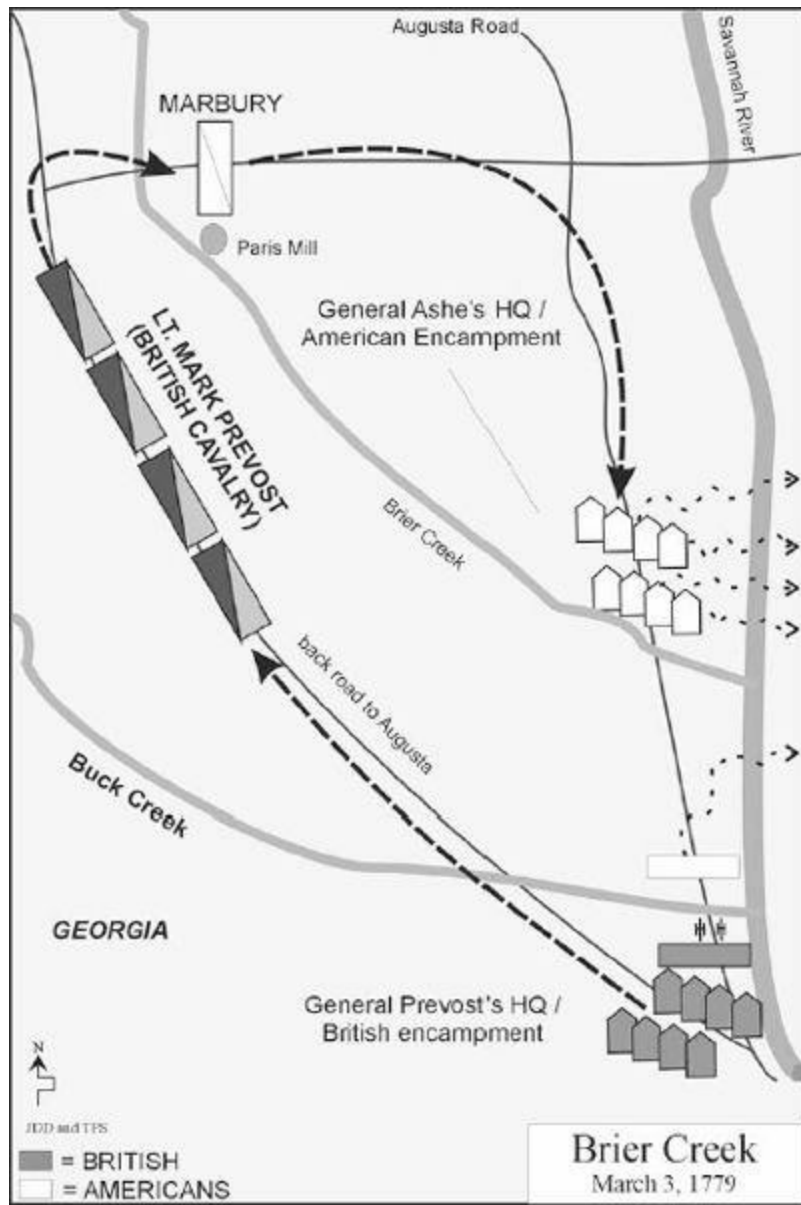 Augusta Road
Savannah River
MARBURY
Paris Mill
General Ashe's HQ /
American Encampment
LT. MARK PREVOST
(BRITISH CAVALRY)
Brier Creek
back road to Augusta
Buck Creek
GEORGIA
General Prevost's HQ /
British encampment
N
JDD and TPS
= BRITISH
= AMERICANS
Brier Creek
March 3, 1779